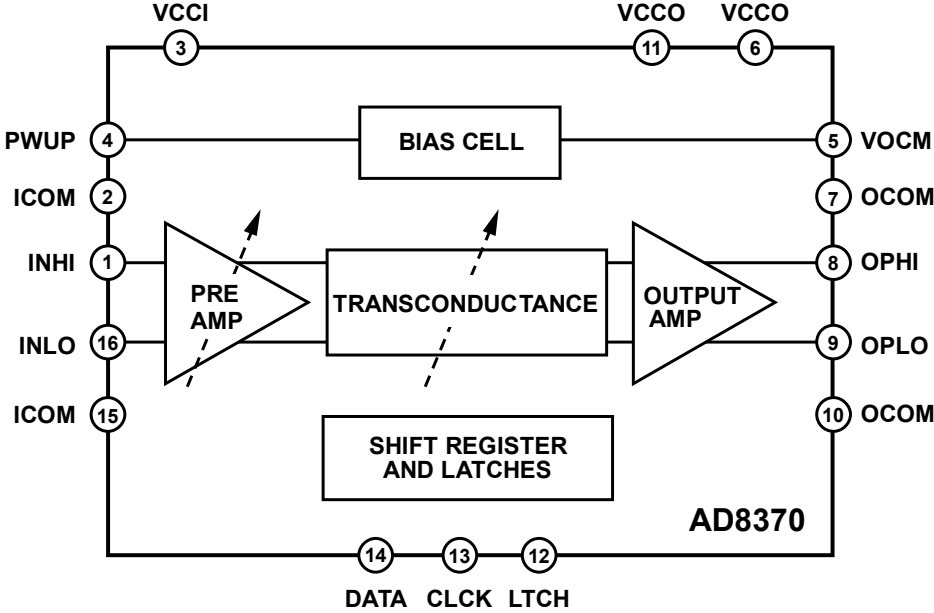 VCCI
VCCO
VCCO
3
11
6
PWUP
4
BIAS CELL
5
VOCM
ICOM
2
7
OCOM
INHI
1
8
OPHI
PRE
AMP
TRANSCONDUCTANCE
OUTPUT
AMP
INLO
16
9
OPLO
ICOM
15
10
OCOM
SHIFT REGISTER
AND LATCHES
AD8370
14
13
12
DATA
CLCK
LTCH